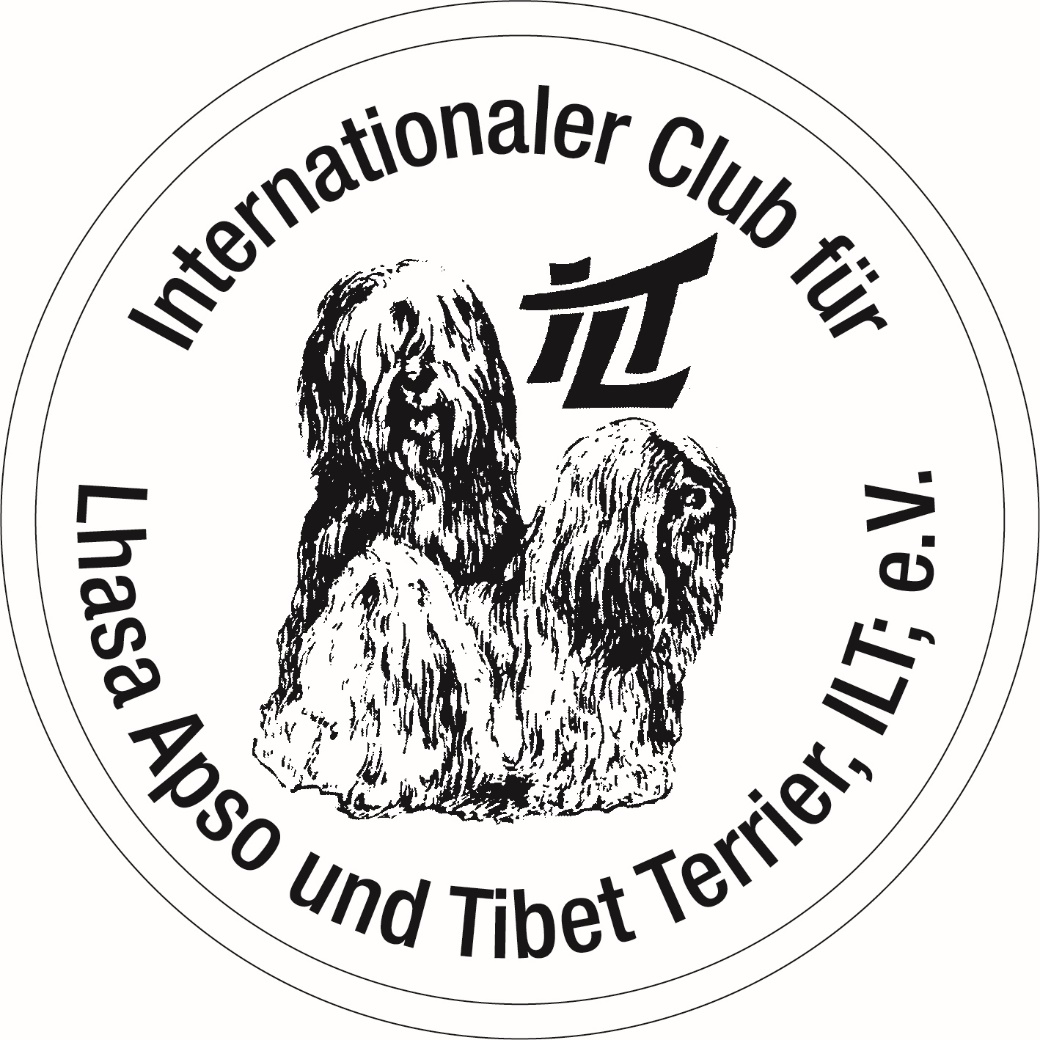 Internationaler Club für
iLT
Lhasa Apso und Tibet Terrier, ILT; e.V.